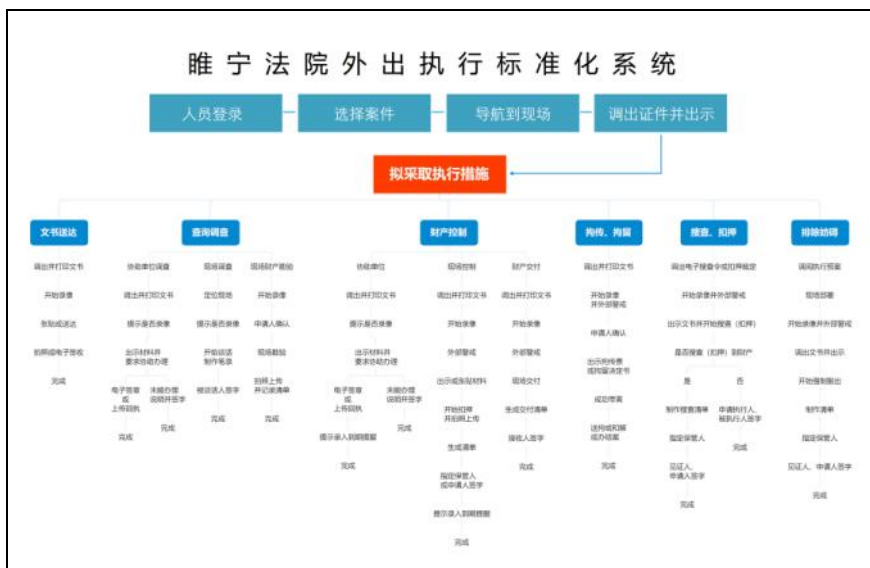 睢宁法院外出执行标准化系统
人员登录
选择案件
导航到现场
调出证件并出示
拟采取执行措施
文书送达
查询调查
财产控制
拘传、拘留
搜查、扣押
排除妨碍
调出并打印文书
开始录像
张贴或送达
拍照或电子签收
完成
协助单位调查
调出并打印文书
提示是否录像
出示材料并
要求协助办理
电子签章
或
上传回执
完成
未能办理
说明并签字
完成
现场调查
定位现场
提示是否录像
开始谈话
制作笔录
被谈话人签字
完成
现场财产勘验
开始录像
申请人确认
现场勘验
拍照上传
并记录清单
完成
协助单位
调出并打印文书
提示是否录像
出示材料并
要求协助办理
电子签章
或
上传回执
提示录入到期提醒
完成
未能办理
说明并签字
完成
现场控制
调出并打印文书
开始录像
外部警戒
出示或张贴材料
开始扣押
并拍照上传
生成清单
指定保管人
或申请人签字
提示录入到期提醒
完成
财产交付
调出并打印文书
开始录像
外部警戒
现场交付
生成交付清单
接收人签字
完成
调出并打印文书
开始录像
并外部警戒
申请人确认
出示拘传票
或拘留决定书
成功带离
送拘或和解
或办结案
完成
调出电子搜查令或扣押裁定
开始录像并外部警戒
出示文书并开始搜查（扣押）
是否搜查（扣押）到财产
是
制作搜查清单
指定保管人
见证人、
申请人签字
完成
否
申请执行人、
被执行人签字
完成
调阅执行预案
现场部署
开始录像并外部警戒
调出文书并出示
开始强制搬出
制作清单
指定保管人
见证人、申请人签字
完成